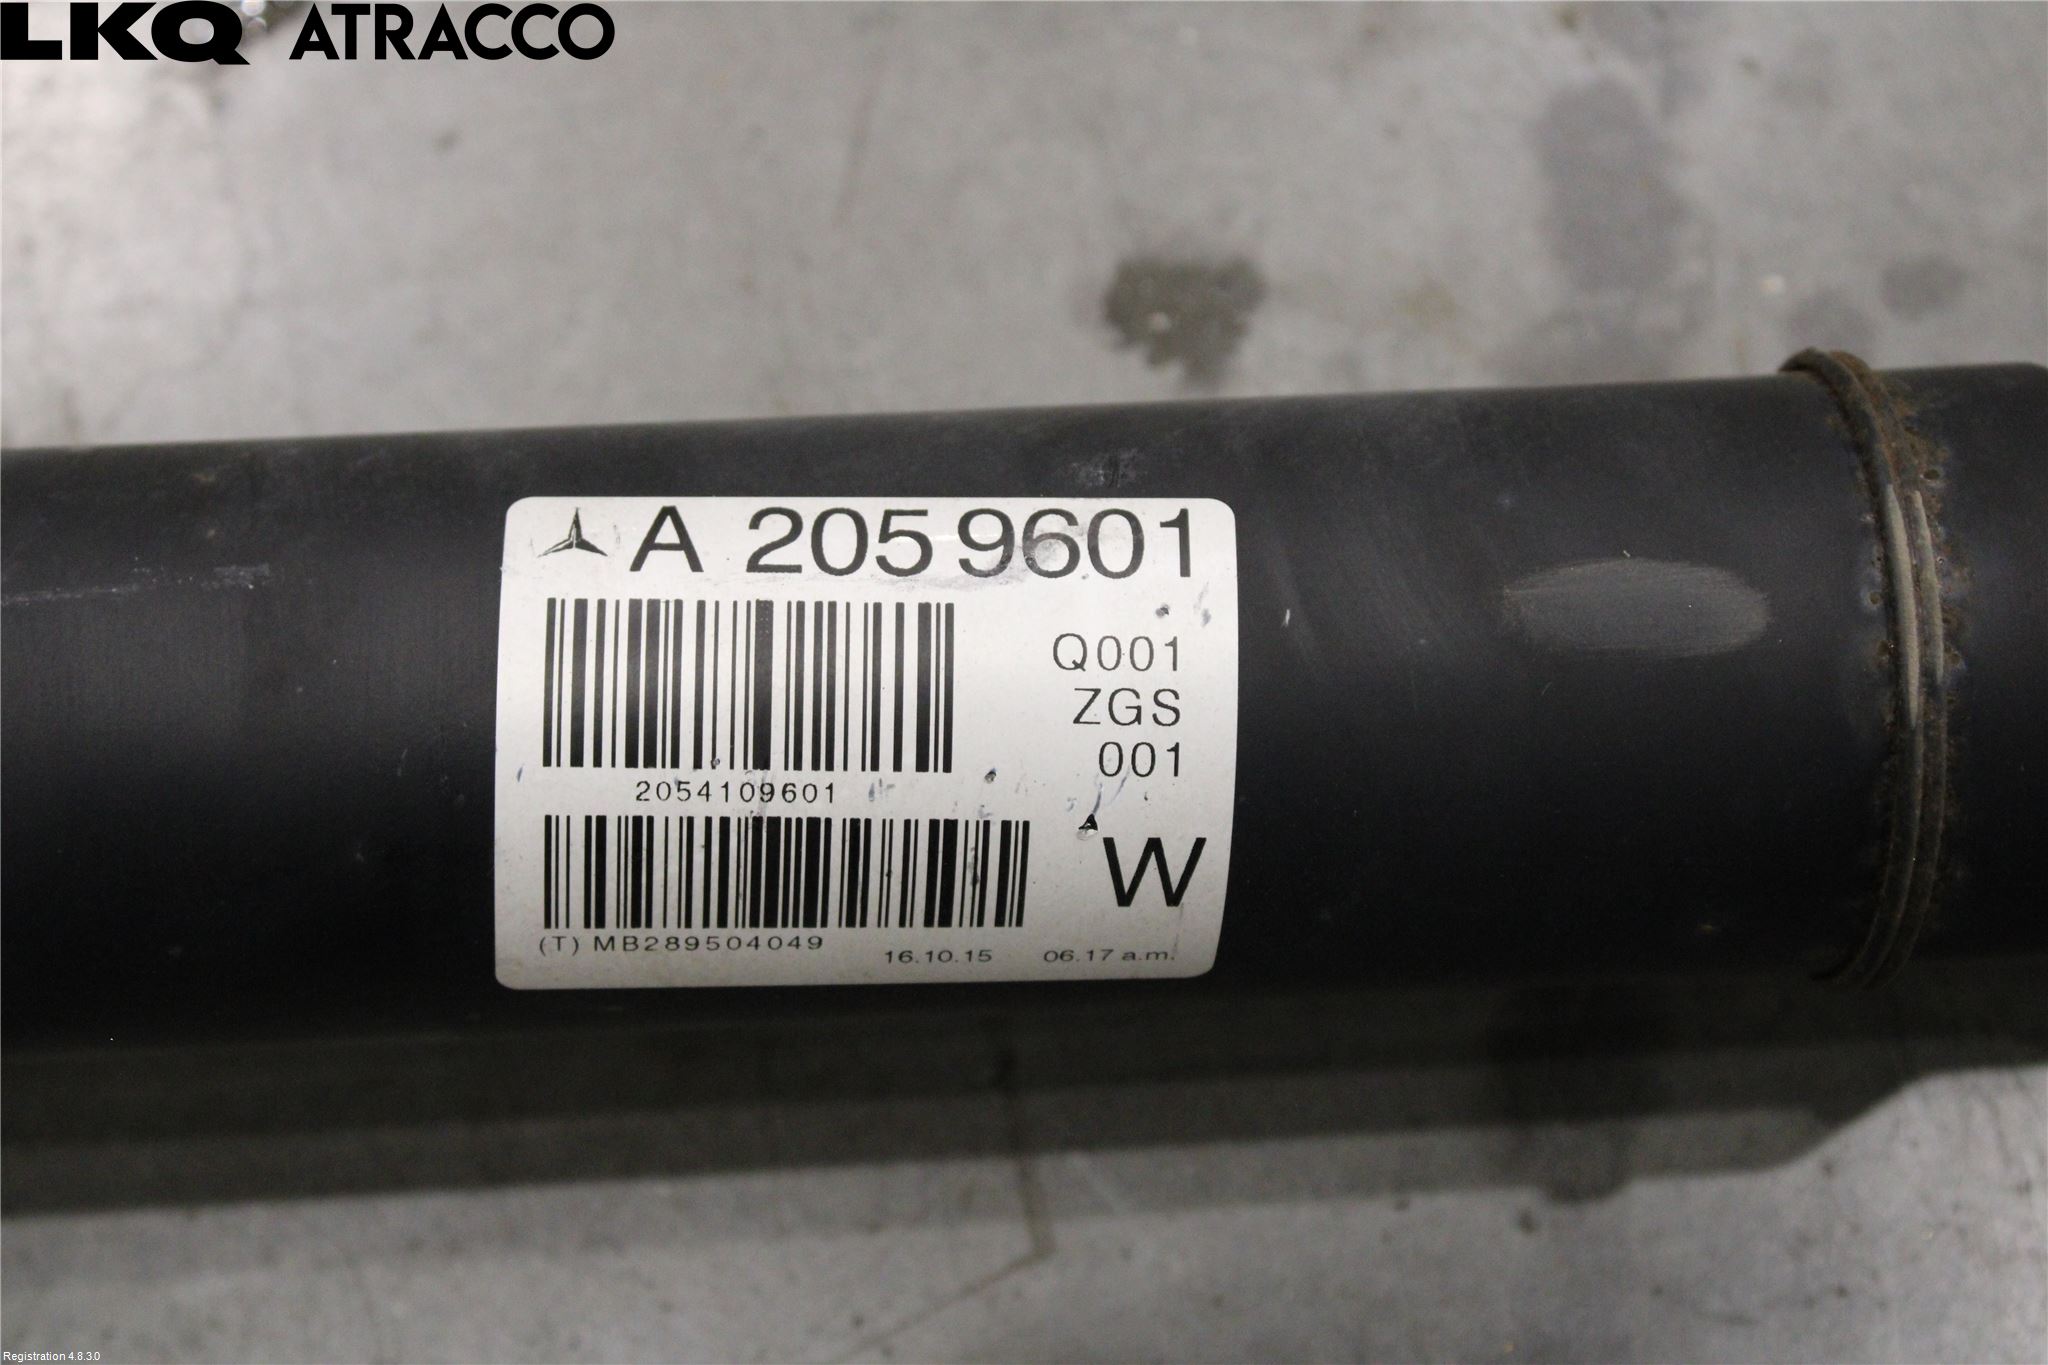 LKQ ATRACCO
A 205 9601
Q001
ZGS
001
2054109601
W
(T) MB289504049
16.10.15 06.17 a.m.
Registration 4.8.3.0